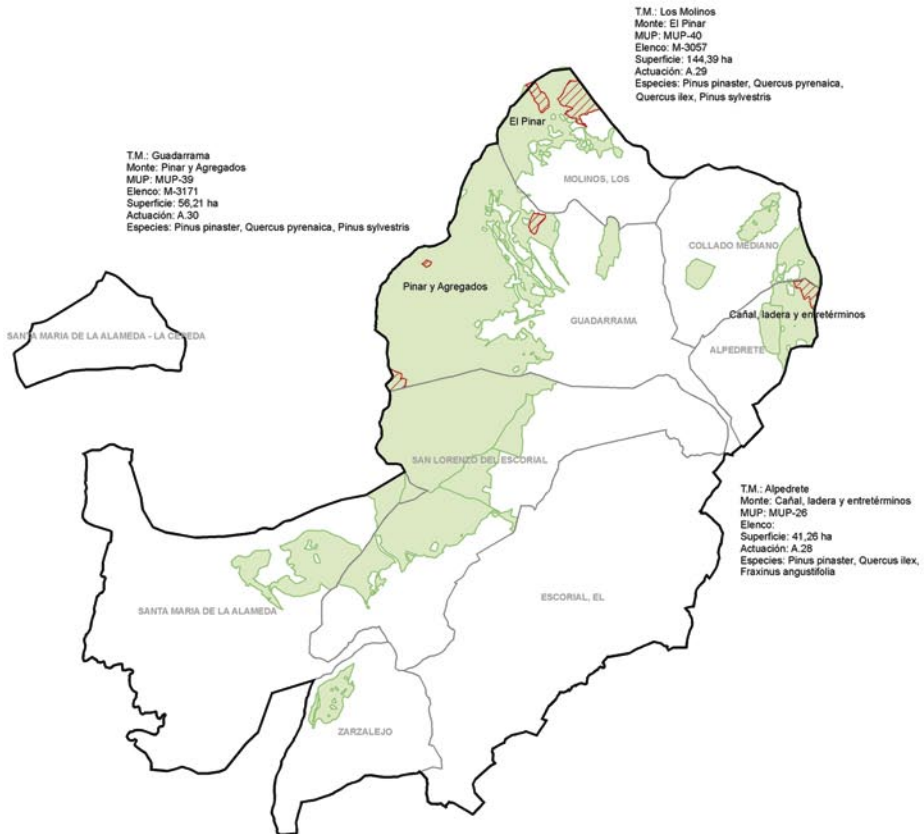 T.M.: Los Molinos
Monte: El Pinar
MUP: MUP-40
Elenco: M-3057
Superficie: 144,39 ha
Actuación: A.29
Especies: Pinus pinaster, Quercus pyrenaica,
Quercus ilex, Pinus sylvestris
El Pinar
T.M.: Guadarrama
Monte: Pinar y Agregados
MUP: MUP-39
Elenco: M-3171
Superficie: 56,21 ha
Actuación: A.30
Especies: Pinus pinaster, Quercus pyrenaica, Pinus sylvestris
MOLINOS, LOS
COLLADO MEDIANO
Pinar y Agregados
Cañal, ladera y entretérminos
GUADARRAMA
SANTA MARIA DE LA ALAMEDA - LA CEREDA
ALPEDRETE
SAN LORENZO DEL ESCORIAL
T.M.: Alpedrete
Monte: Cañal, ladera y entretérminos
MUP: MUP-26
Elenco:
Superficie: 41,26 ha
Actuación: A.28
Especies: Pinus pinaster, Quercus ilex,
Fraxinus angustifolia
ESCORIAL, EL
SANTA MARIA DE LA ALAMEDA
ZARZALEJO